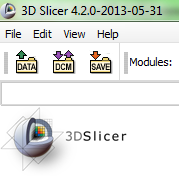 3D Slicer 4.2.0-2013-05-31
File Edit View Help
DATA DCM SAVE Modules:
3DSlicer